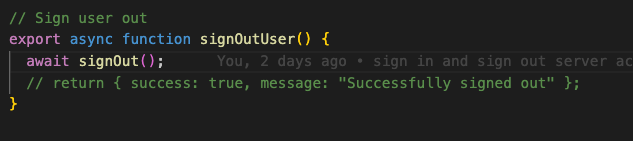 // Sign user out
export async function signOutUser() {
await signOut(); You, 2 days ago • sign in and sign out server ac
// return { success: true, message: "Successfully signed out" };
}